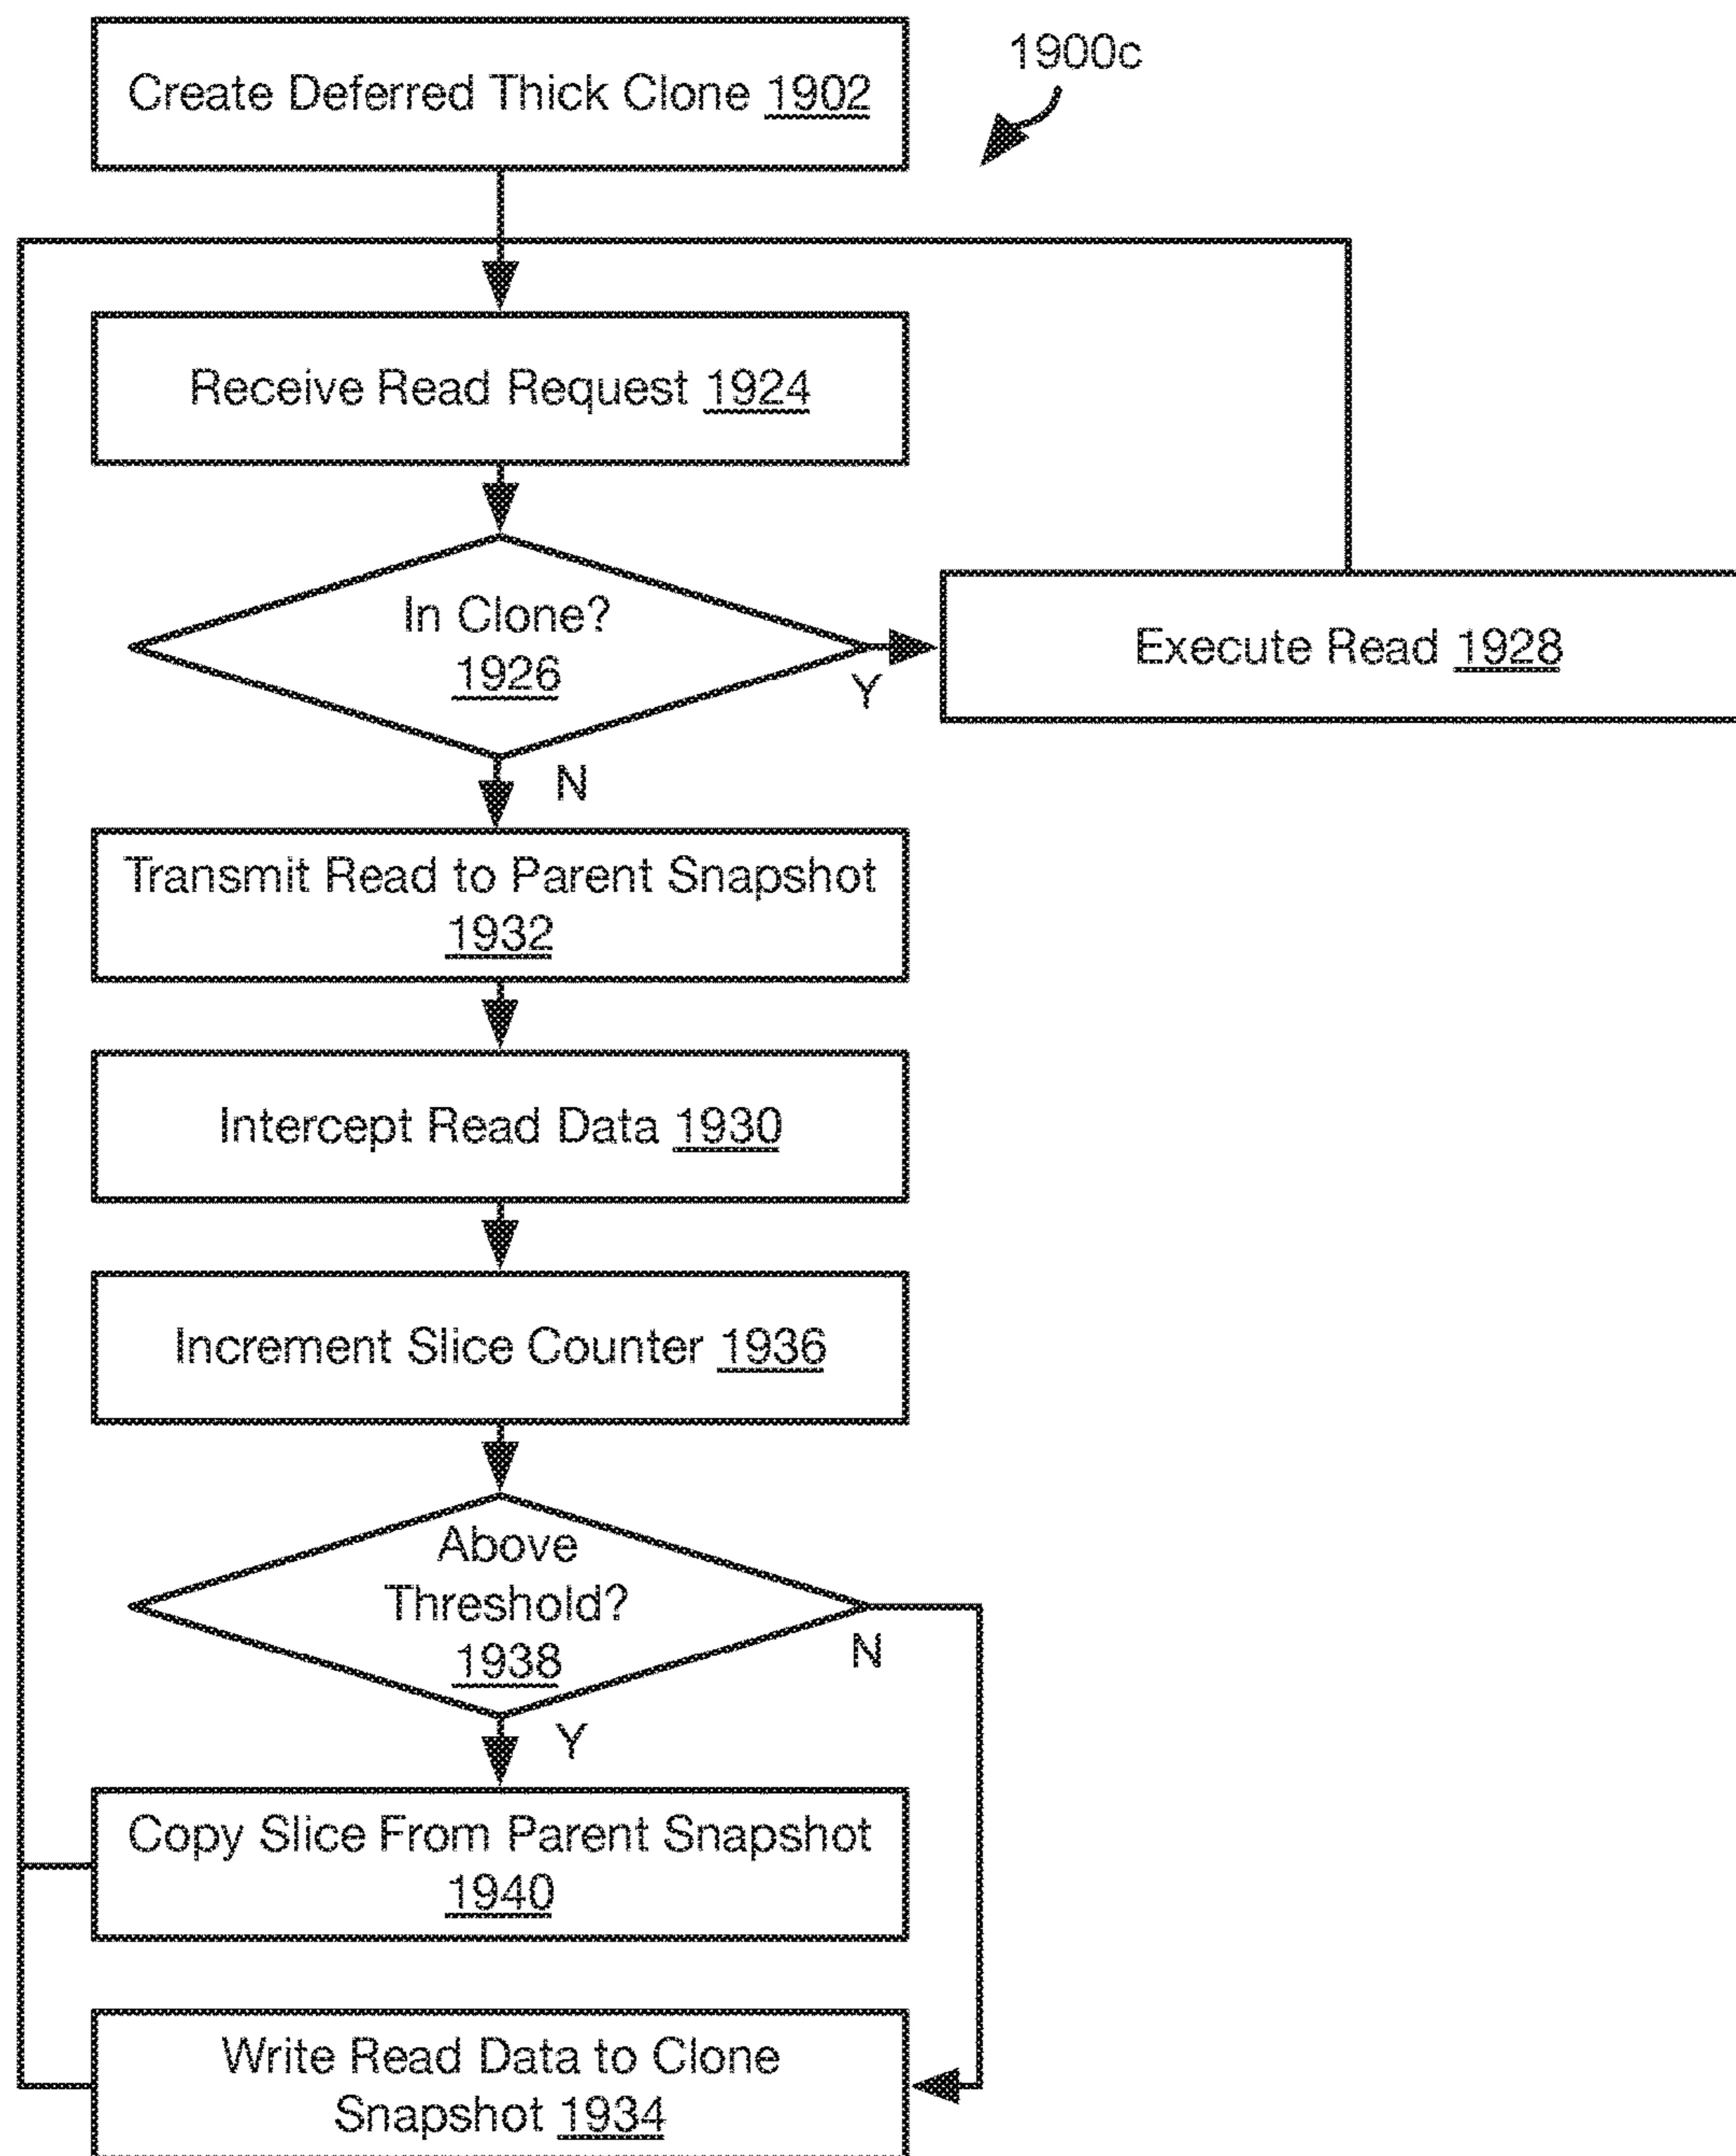 Create Deferred Thick Clone 1902
1900c
Receive Read Request 1924
In Clone?
1926
Y
Execute Read 1928
N
Transmit Read to Parent Snapshot
1932
Intercept Read Data 1930
Increment Slice Counter 1936
Above
Threshold?
1938
N
Y
Copy Slice From Parent Snapshot
1940
Write Read Data to Clone
Snapshot 1934